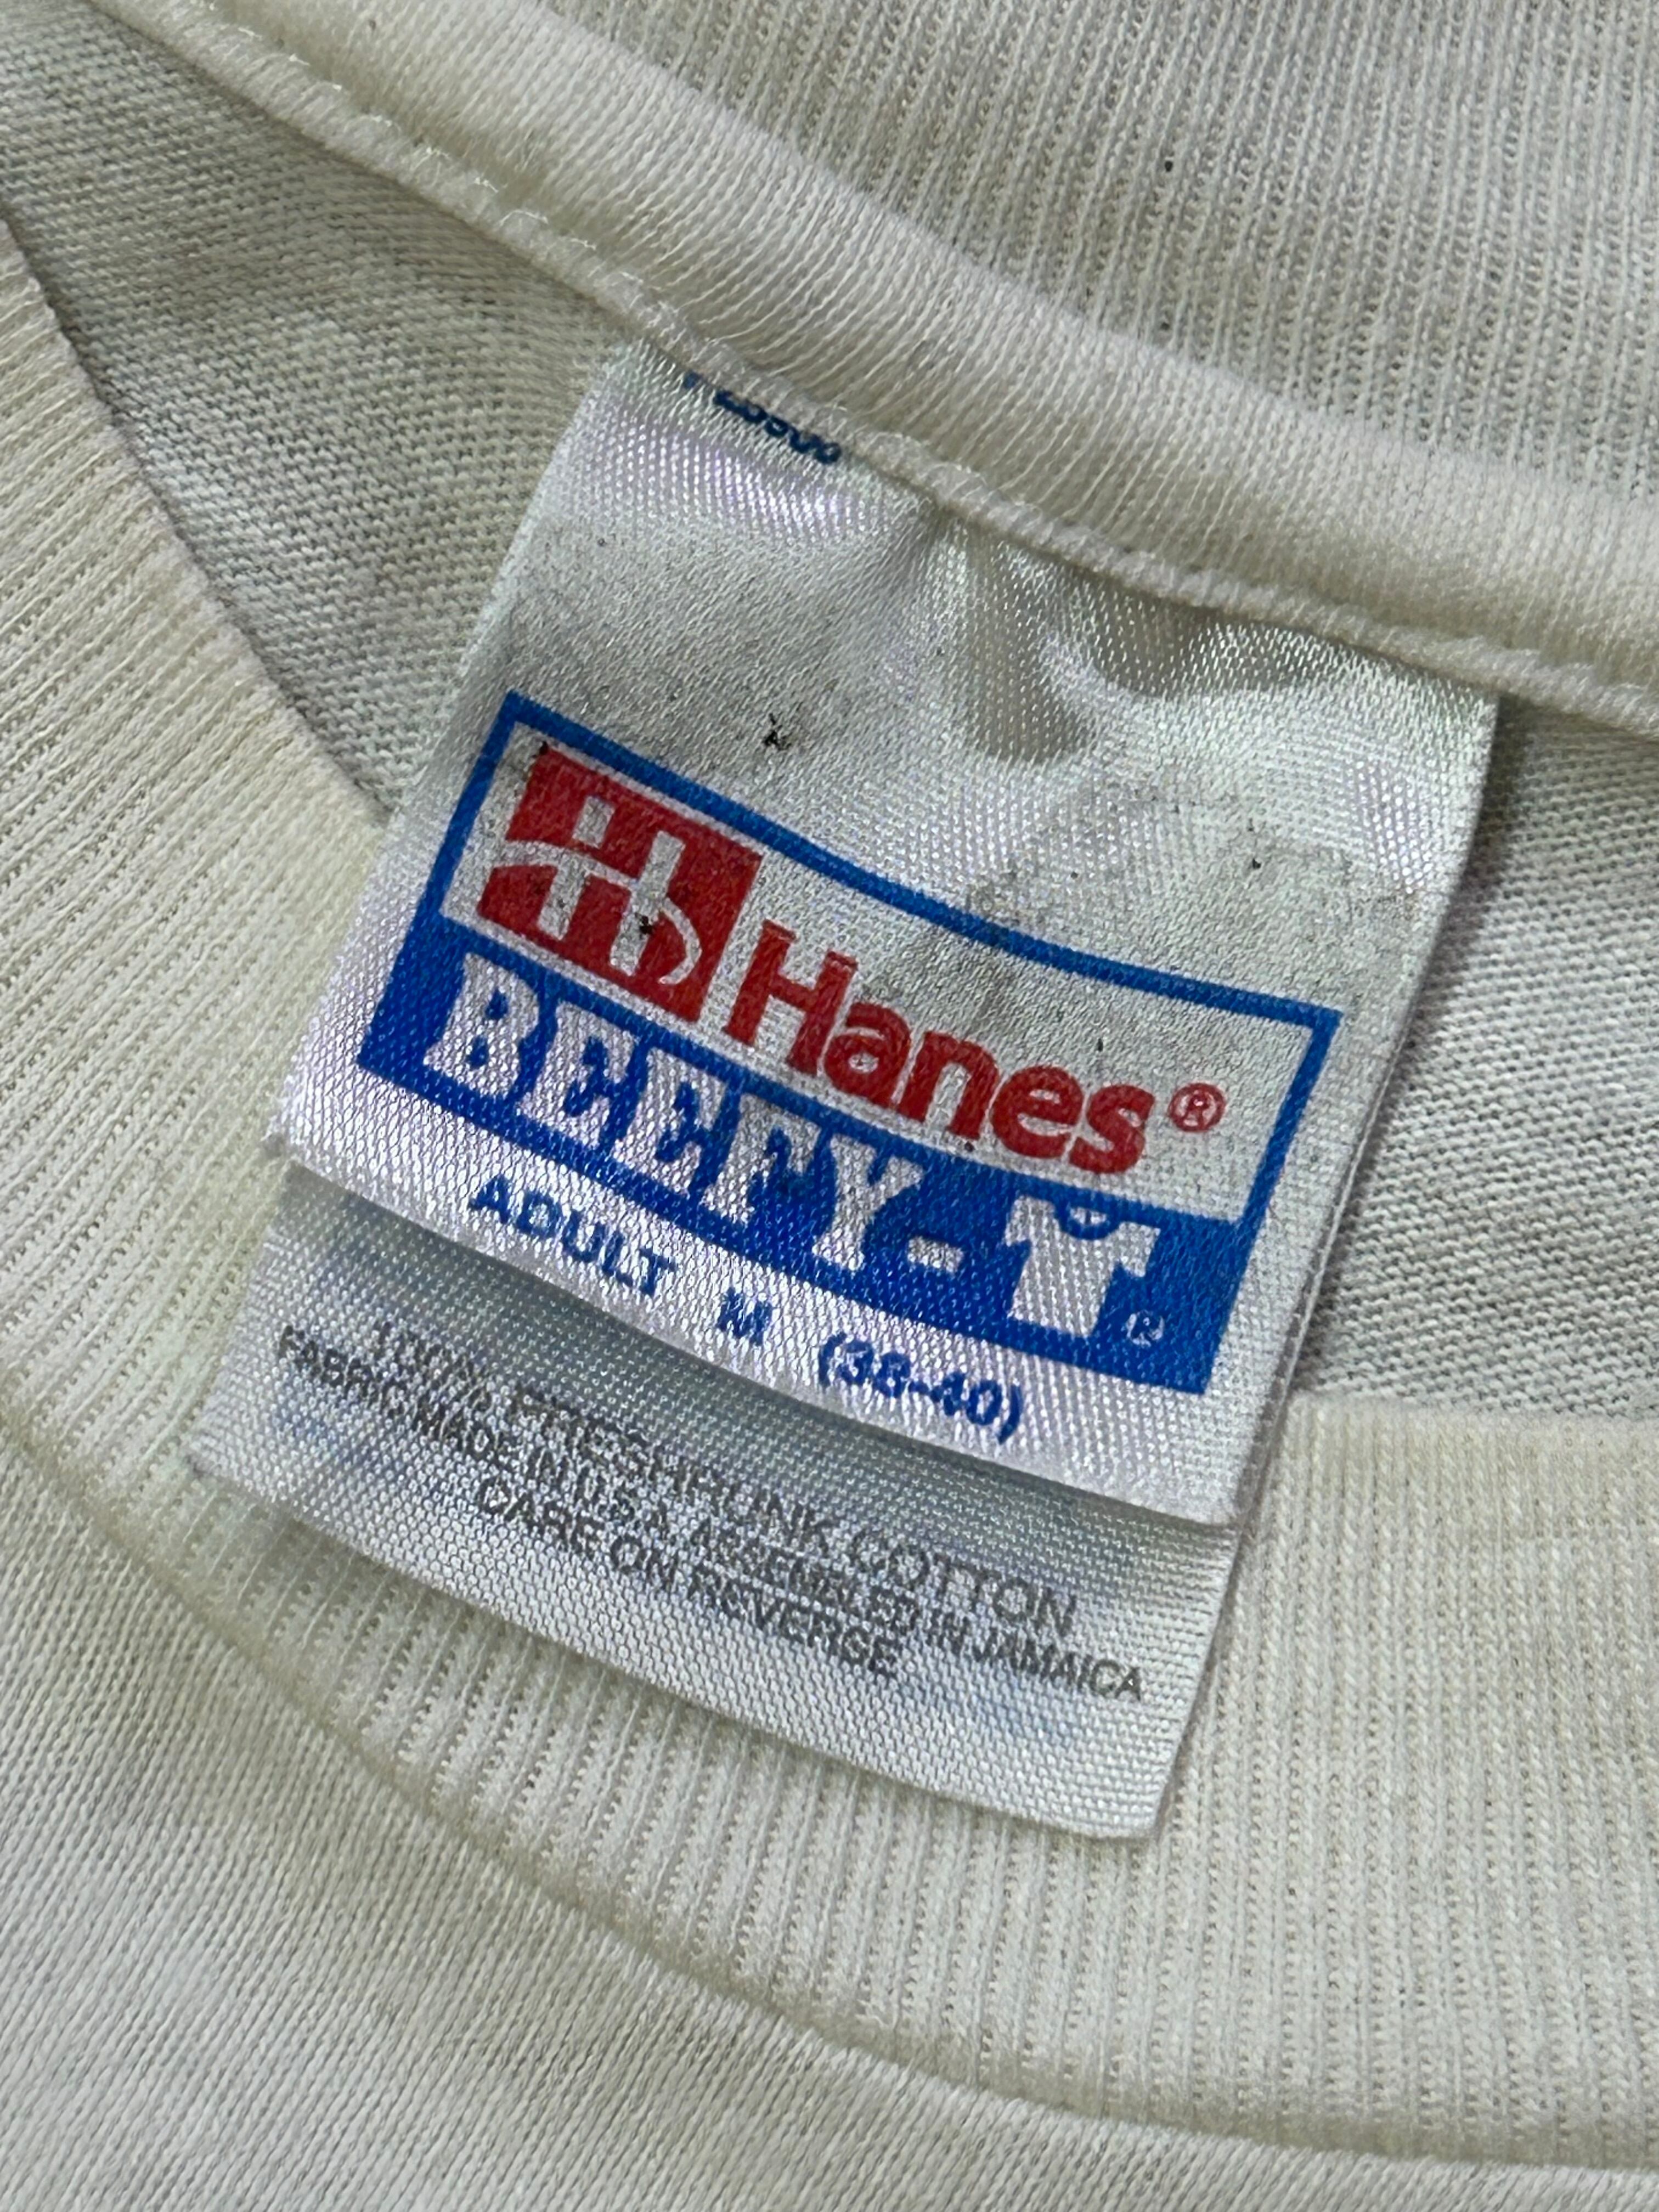 Hanes®
BEEFY-T®
ADULT M (38-40)
100% PRESHRUNK COTTON
FABRIC MADE IN U.S.A. ASSEMBLED IN JAMAICA
CARE ON REVERSE